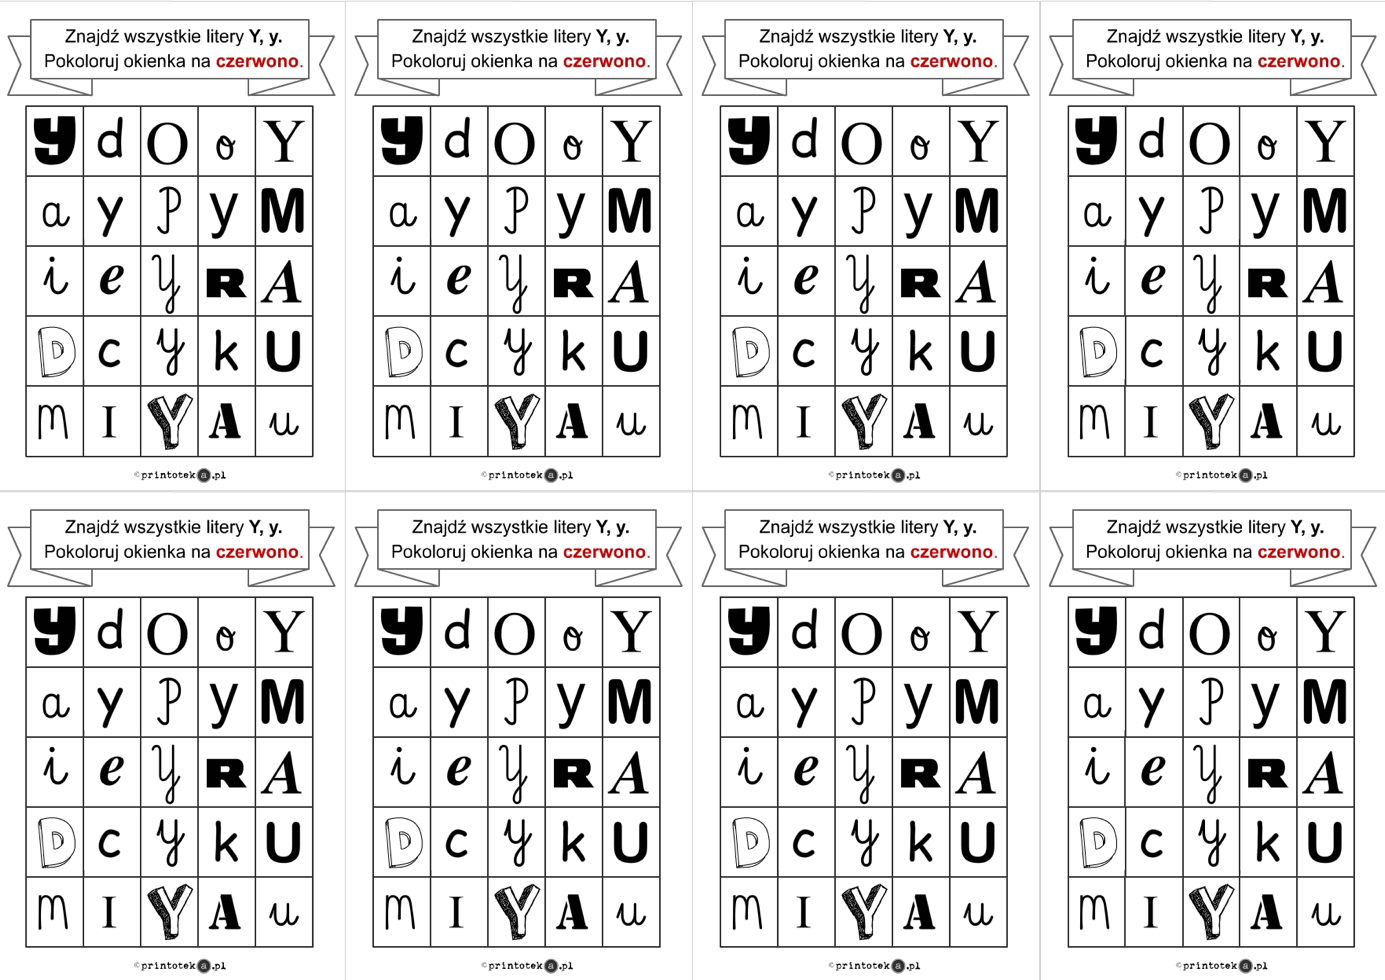 Znajdź wszystkie litery Y, y.
Pokoloruj okienka na czerwono.
Y d O o Y
a y P y M
i e Y R A
D c y k U
m I Y A u
©printoteka.pl
Znajdź wszystkie litery Y, y.
Pokoloruj okienka na czerwono.
Y d O o Y
a y P y M
i e Y R A
D c y k U
m I Y A u
©printoteka.pl
Znajdź wszystkie litery Y, y.
Pokoloruj okienka na czerwono.
Y d O o Y
a y P y M
i e Y R A
D c y k U
m I Y A u
©printoteka.pl
Znajdź wszystkie litery Y, y.
Pokoloruj okienka na czerwono.
Y d O o Y
a y P y M
i e Y R A
D c y k U
m I Y A u
©printoteka.pl
Znajdź wszystkie litery Y, y.
Pokoloruj okienka na czerwono.
Y d O o Y
a y P y M
i e Y R A
D c y k U
m I Y A u
©printoteka.pl
Znajdź wszystkie litery Y, y.
Pokoloruj okienka na czerwono.
Y d O o Y
a y P y M
i e Y R A
D c y k U
m I Y A u
©printoteka.pl
Znajdź wszystkie litery Y, y.
Pokoloruj okienka na czerwono.
Y d O o Y
a y P y M
i e Y R A
D c y k U
m I Y A u
©printoteka.pl
Znajdź wszystkie litery Y, y.
Pokoloruj okienka na czerwono.
Y d O o Y
a y P y M
i e Y R A
D c y k U
m I Y A u
©printoteka.pl